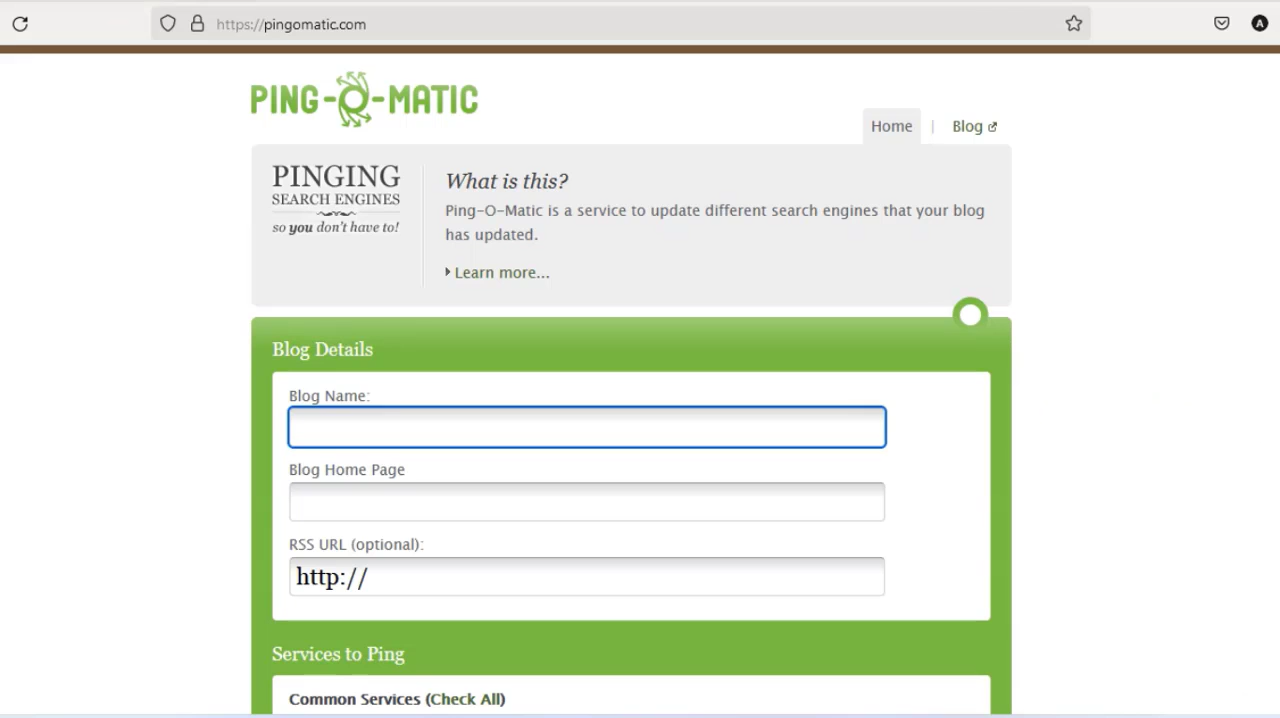 https://pingomatic.com
A
PING-O-MATIC
Home | Blog
PINGING
SEARCH ENGINES
so you don't have to!
What is this?
Ping-O-Matic is a service to update different search engines that your blog
has updated.
Learn more...
Blog Details
Blog Name:
Blog Home Page
RSS URL (optional):
http://
Services to Ping
Common Services (Check All)